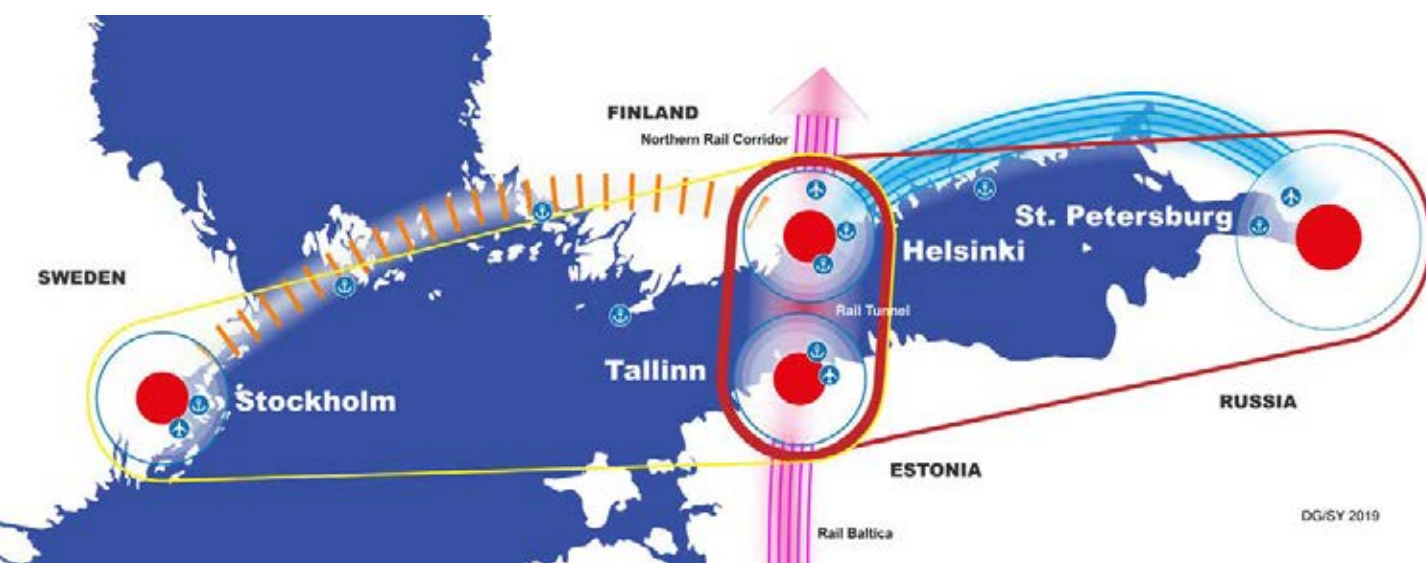 FINLAND
Northern Rail Corridor
St. Petersburg
Helsinki
SWEDEN
Rail Tunnel
Tallinn
Stockholm
RUSSIA
ESTONIA
DG/SY 2019
Rail Baltica